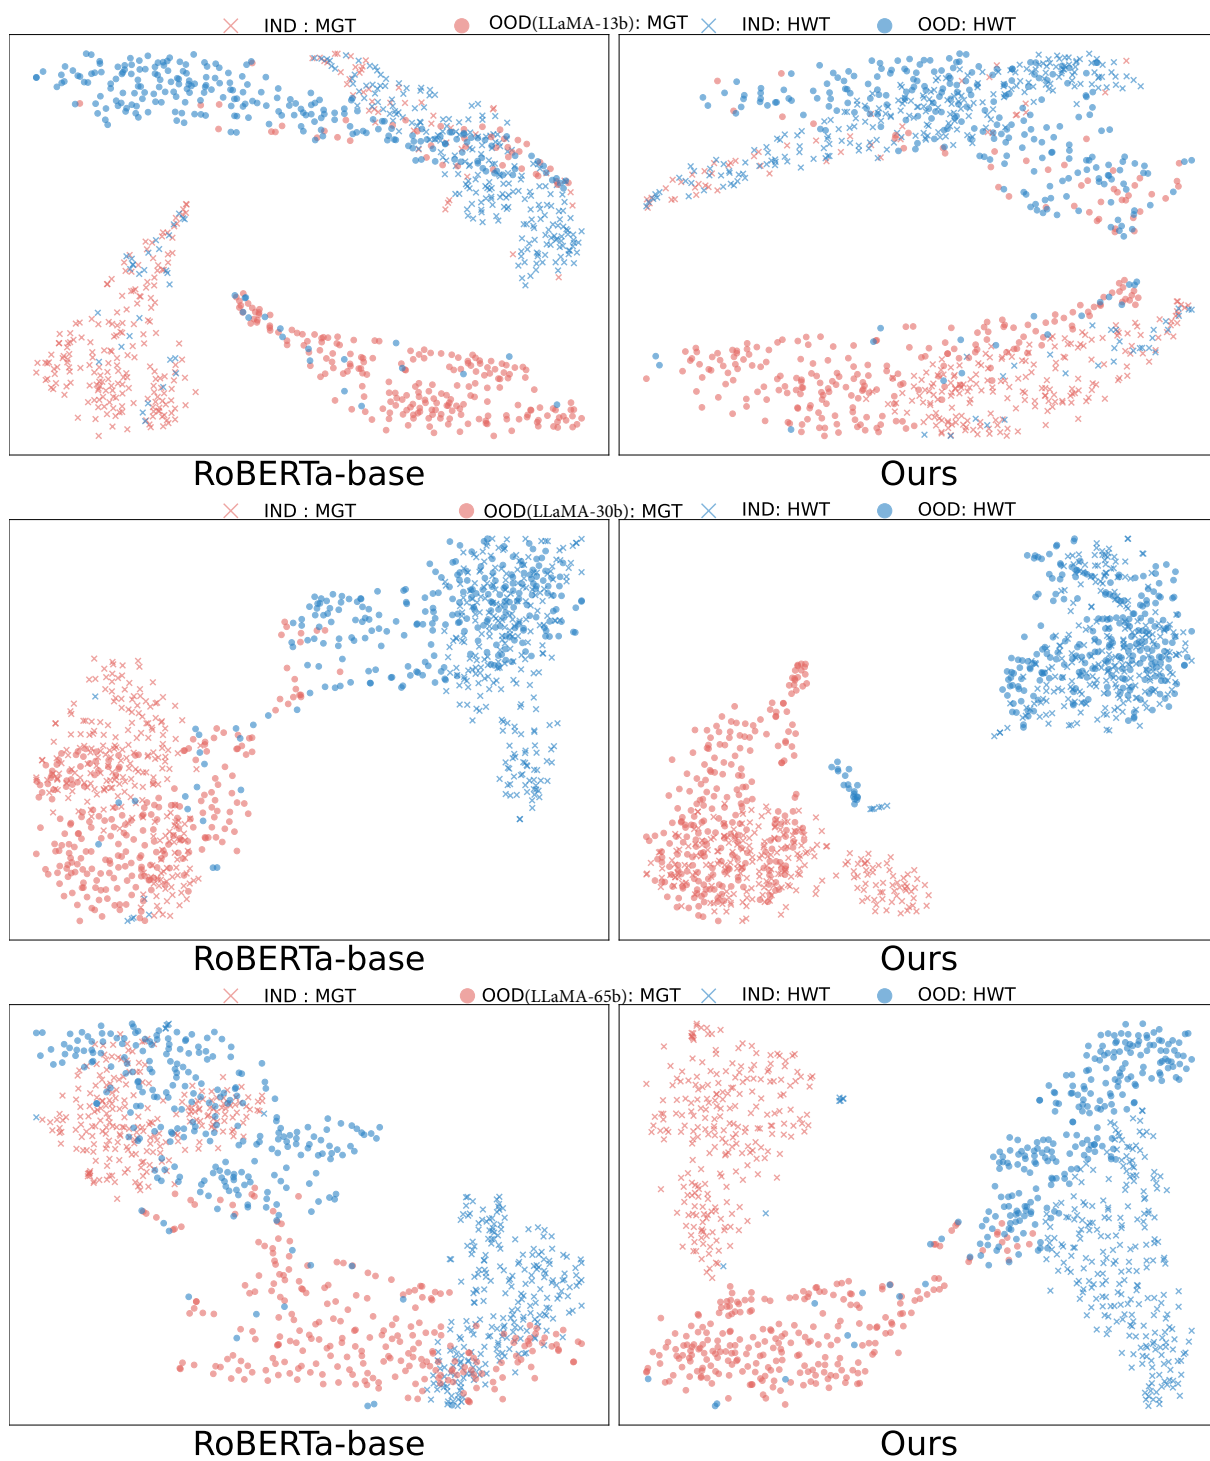 IND : MGT OOD(LLaMA-13b): MGT IND: HWT OOD: HWT
RoBERTa-base Ours
IND : MGT OOD(LLaMA-30b): MGT IND: HWT OOD: HWT
RoBERTa-base Ours
IND : MGT OOD(LLaMA-65b): MGT IND: HWT OOD: HWT
RoBERTa-base Ours